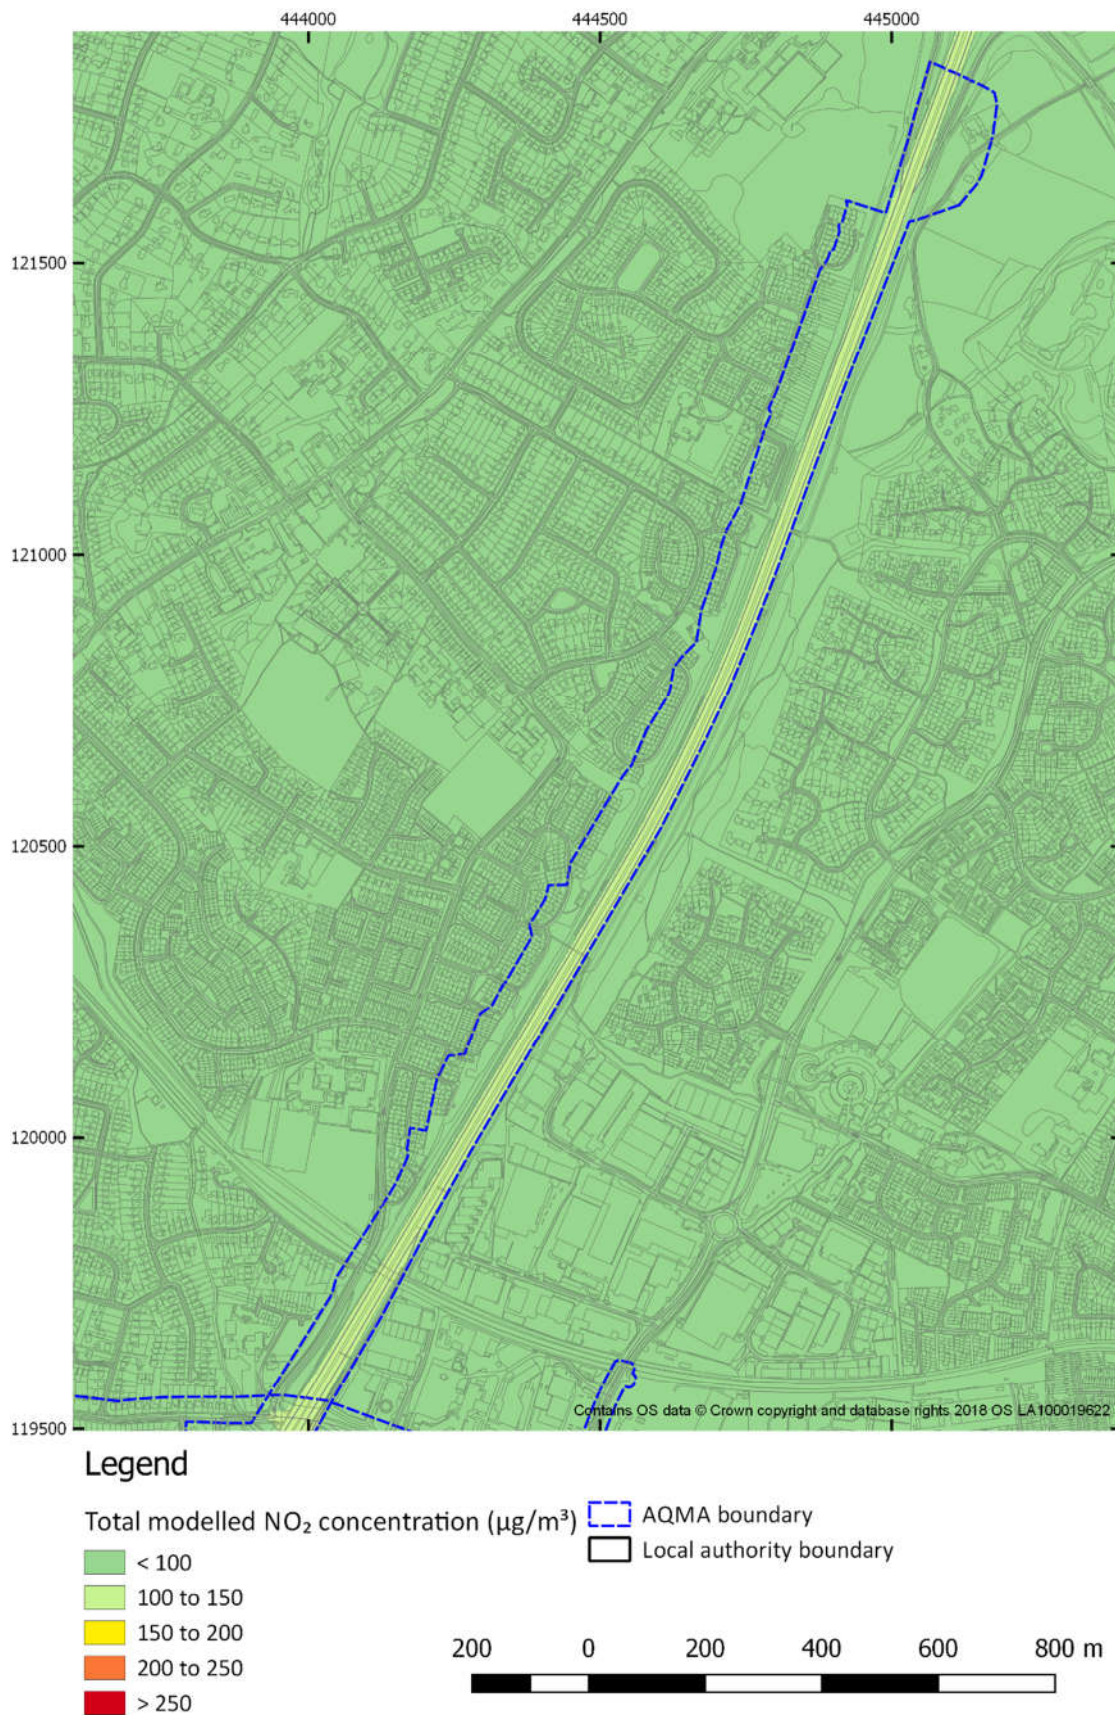 444000 444500 445000
121500
121000
120500
120000
119500
Contains OS data © Crown copyright and database rights 2018 OS LA100019622
Legend
Total modelled NO₂ concentration (µg/m³)
< 100
100 to 150
150 to 200
200 to 250
> 250
AQMA boundary
Local authority boundary
200 0 200 400 600 800 m